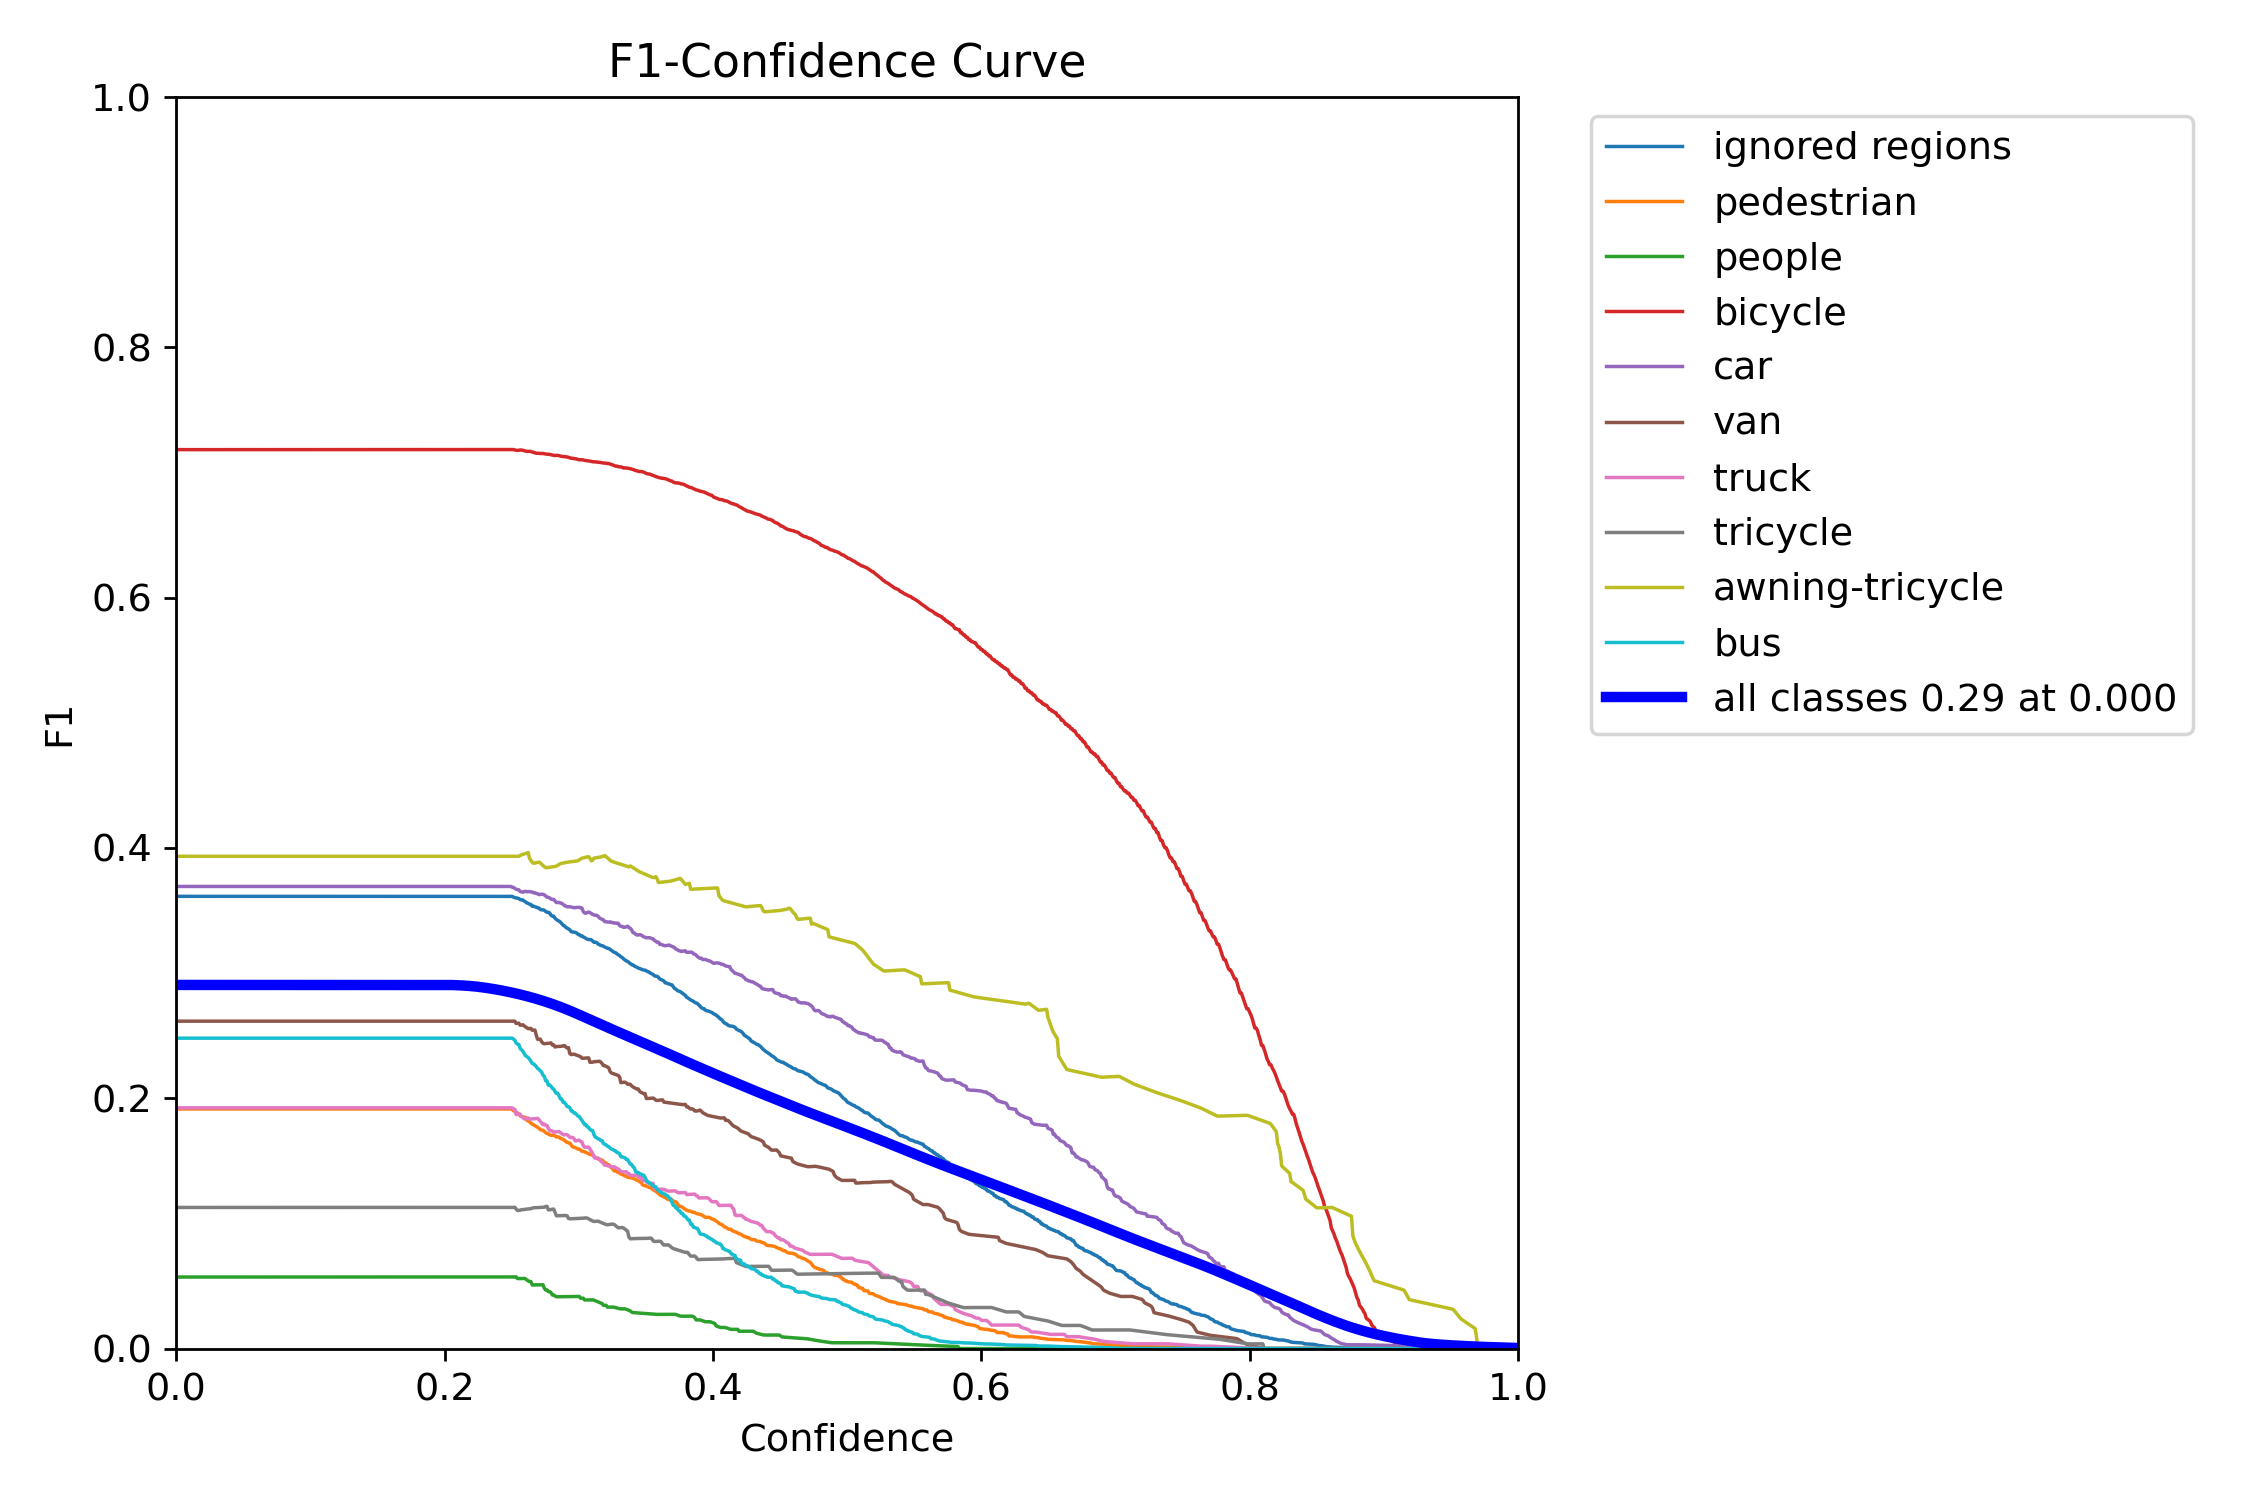 F1-Confidence Curve
1.0
0.8
0.6
0.4
0.2
0.0
F1
0.0 0.2 0.4 0.6 0.8 1.0
Confidence
ignored regions
pedestrian
people
bicycle
car
van
truck
tricycle
awning-tricycle
bus
all classes 0.29 at 0.000